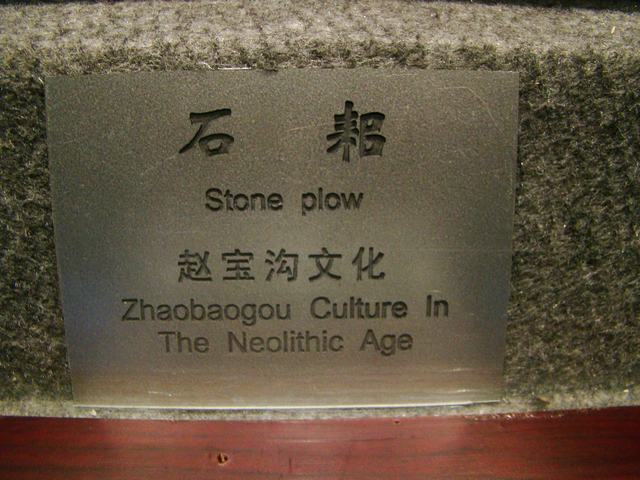 石耜
Stone plow
赵宝沟文化
Zhaobaogou Culture In
The Neolithic Age